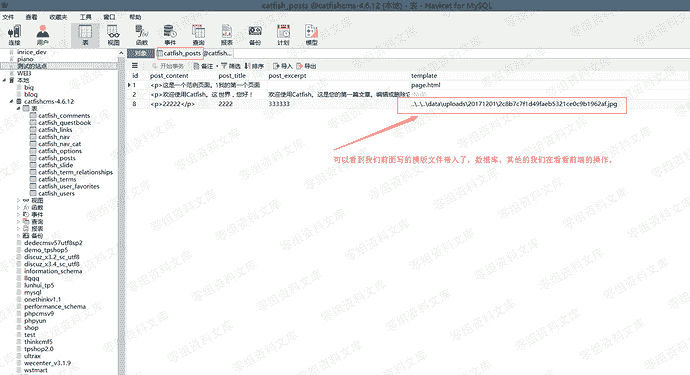 catfish_posts @catfishcms-4.6.12 (本地) - 表 - Navicat for MySQL
文件 查看 收藏夹 工具 窗口 帮助
连接 用户 表 视图 函数 事件 查询 报表 备份 计划 模型
对象 catfish_posts @catfish...
开始事务 备注 筛选 排序 导入 导出
id post_content post_title post_excerpt template
1 <p>这是一个范例页面。 1我的第一个页面 page.html
2 <p>欢迎使用Catfish。这 世界，您好！ 欢迎使用Catfish。这是您的第一篇文章。编辑或删除它 (Null)
8 <p>22222</p> 2222 333333 ..\..\..\data\uploads\20171201\2c8b7c7f1d49faeb5321ce0c9b1962af.jpg
可以看到我们前面写的模版文件带入了，数据库。其他的我们在看看前端的操作。
inrice_dev
piano
测试的站点
WEI3
本地
biq
blog
catfishcms-4.6.12
表
catfish_comments
catfish_guestbook
catfish_links
catfish_nav
catfish_nav_cat
catfish_options
catfish_posts
catfish_slide
catfish_term_relationships
catfish_terms
catfish_user_favorites
catfish_users
视图
函数
事件
查询
报表
备份
dedecmsv57utf8sp2
demo_tpshop5
discuz_x3.2_sc_utf8
discuz_x3.4_sc_utf8
information_schema
llqqq
lunhui_tp5
mysql
onethinkv1.1
performance_schema
phpcmsv9
phpyun
shop
test
thinkcmf5
tpshop2.0
ultrax
wecenter_v3.1.9
wstmart
零组资料文库